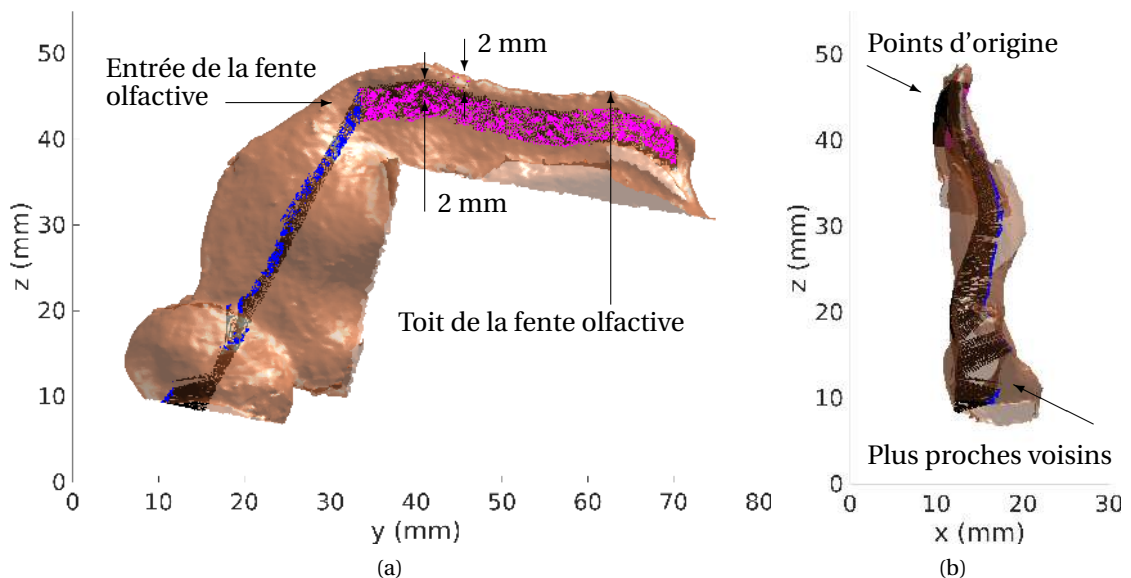 50
40
30
20
10
0
z (mm)
Entrée de la fente
olfactive
2 mm
2 mm
Toit de la fente olfactive
0
10
20
30
40
50
60
70
80
y (mm)
(a)
50
40
30
20
10
0
z (mm)
Points d'origine
Plus proches voisins
0
10
20
30
x (mm)
(b)